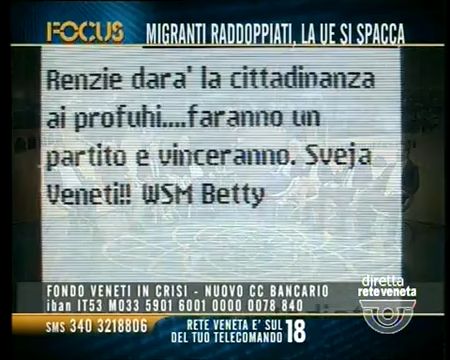 FOCUS
MIGRANTI RADDOPPIATI, LA UE SI SPACCA
Renzie dara' la cittadinanza
ai profuhi....faranno un
partito e vinceranno. Sveja
Veneti!! WSM Betty
FONDO VENETI IN CRISI - NUOVO CC BANCARIO
iban IT53 M033 5901 6001 0000 0078 840
diretta
reteveneta
SMS 340 3218806
RETE VENETA E' SUL
DEL TUO TELECOMANDO 18